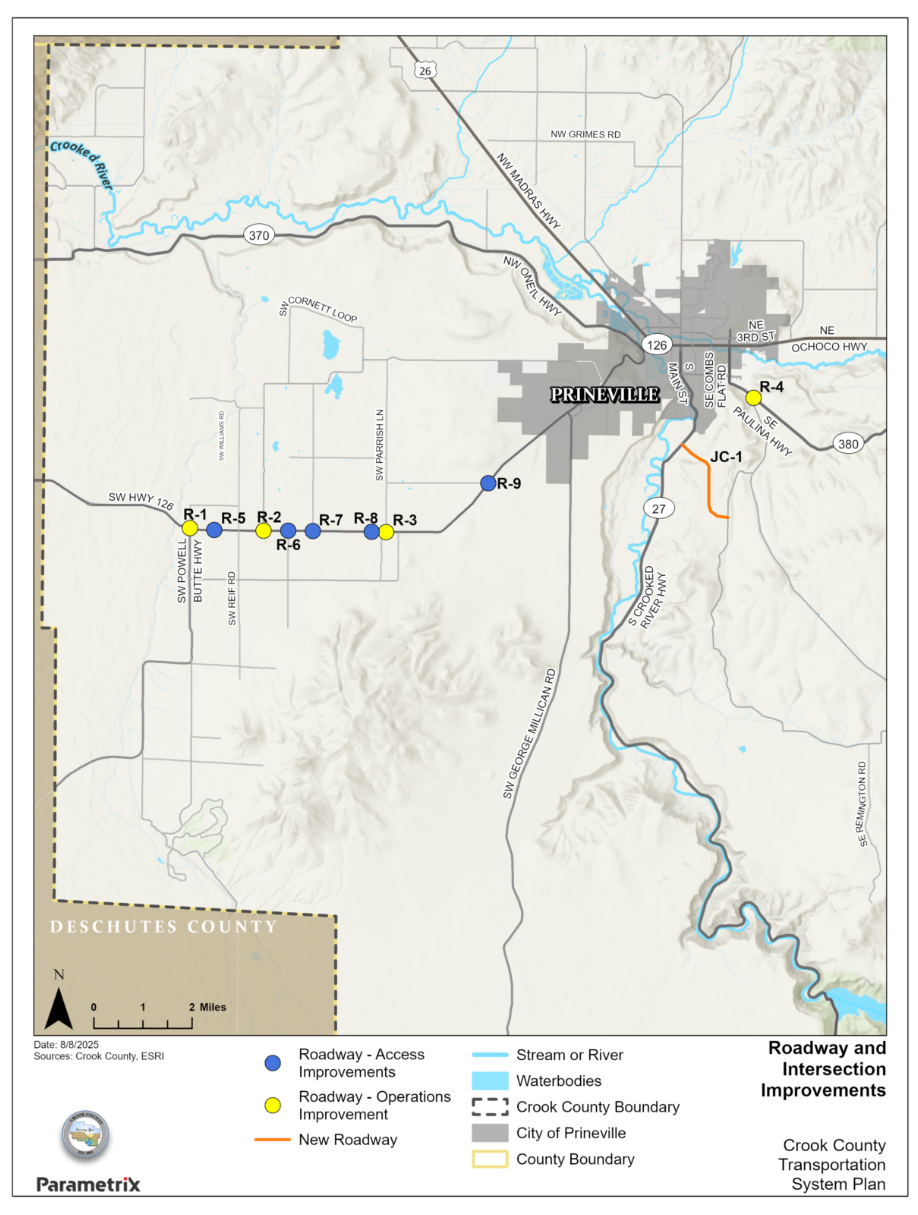 26
NW GRIMES RD
Crooked River
NW MADRAS HWY
370
NW ONEIL HWY
SW CORNETT LOOP
126
NE
3RD ST
NE
OCHOCO HWY
S
MAIN ST
SE COMBS
FLAT RD
PRINEVILLE
R-4
SE
PAULINA HWY
380
SW WILLIAMS RD
SW PARRISH LN
JC-1
R-9
SW HWY 126
R-1
R-5
R-2
R-6
R-7
R-8
R-3
27
SW POWELL
BUTTE HWY
SW REIF RD
S CROOKED
RIVER HWY
SW GEORGE MILLICAN RD
SE REMINGTON RD
DESCHUTES COUNTY
N
0 1 2 Miles
Date: 8/8/2025
Sources: Crook County, ESRI
Roadway - Access
Improvements
Roadway - Operations
Improvement
New Roadway
Stream or River
Waterbodies
Crook County Boundary
City of Prineville
County Boundary
Roadway and
Intersection
Improvements
Crook County
Transportation
System Plan
CROOK COUNTY
Parametrix